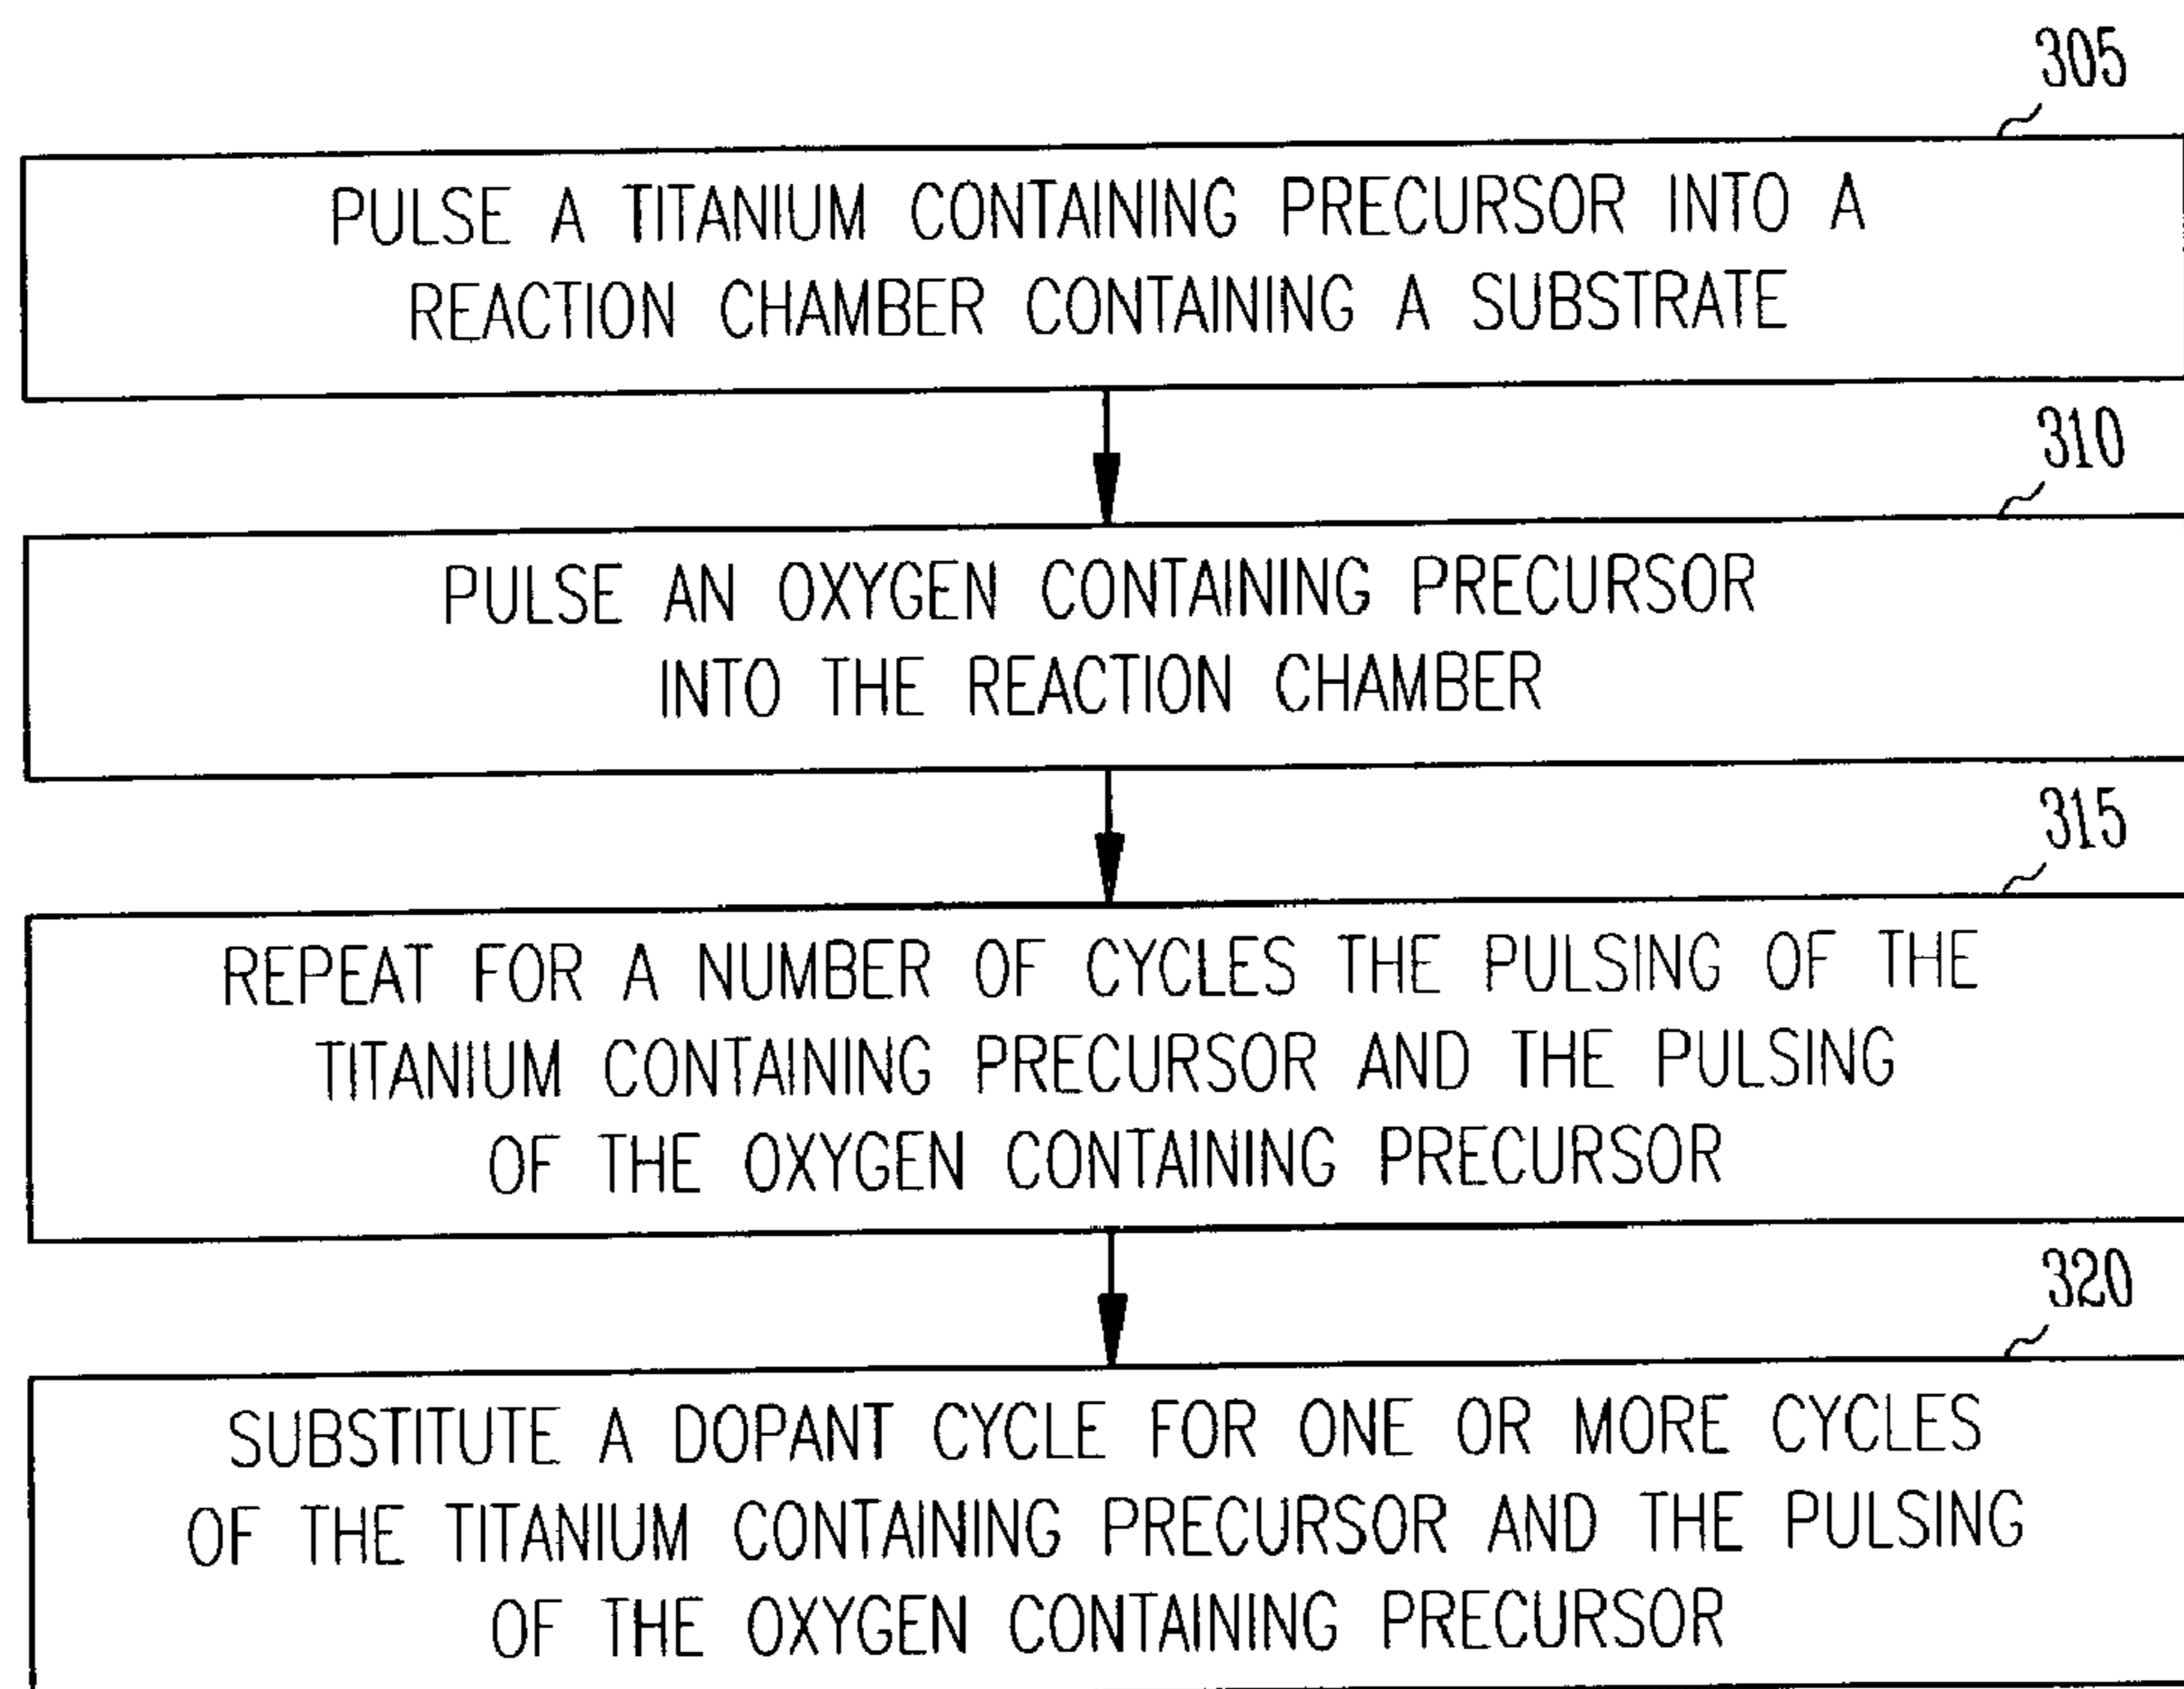 305
PULSE A TITANIUM CONTAINING PRECURSOR INTO A
REACTION CHAMBER CONTAINING A SUBSTRATE
310
PULSE AN OXYGEN CONTAINING PRECURSOR
INTO THE REACTION CHAMBER
315
REPEAT FOR A NUMBER OF CYCLES THE PULSING OF THE
TITANIUM CONTAINING PRECURSOR AND THE PULSING
OF THE OXYGEN CONTAINING PRECURSOR
320
SUBSTITUTE A DOPANT CYCLE FOR ONE OR MORE CYCLES
OF THE TITANIUM CONTAINING PRECURSOR AND THE PULSING
OF THE OXYGEN CONTAINING PRECURSOR